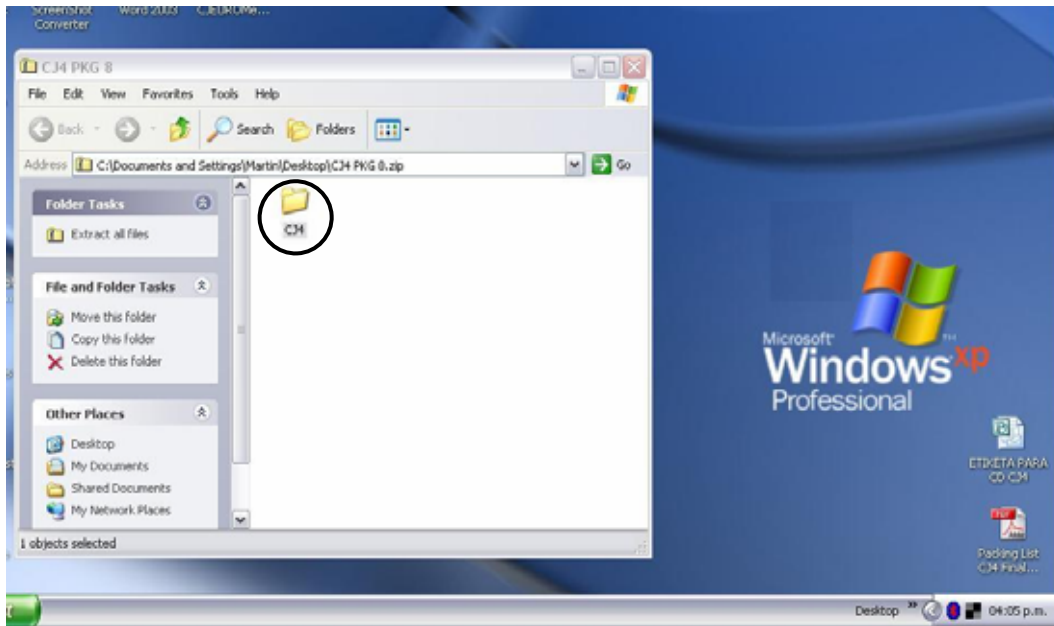 ScreenShot
Converter
Word 2003
CJ4 PKG 8
File Edit View Favorites Tools Help
Back Search Folders
Address C:\Documents and Settings\Martin\Desktop\CJ4 PKG 8.zip Go
Folder Tasks
Extract all files
CJ4
File and Folder Tasks
Move this folder
Copy this folder
Delete this folder
Other Places
Desktop
My Documents
Shared Documents
My Network Places
1 objects selected
Microsoft
Windows xp
Professional
ETIKETA PARA
CD CJ4
Packing List
CJ4 Final...
Desktop » 04:05 p.m.